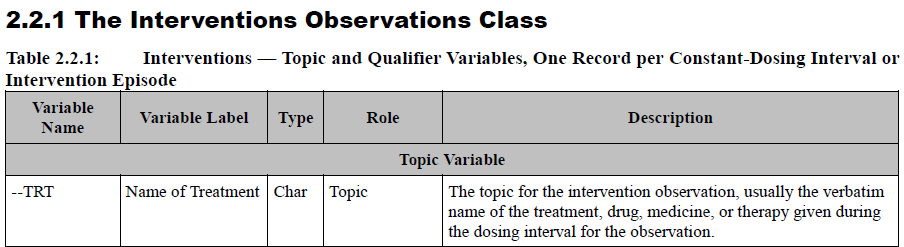 2.2.1 The Interventions Observations Class
Table 2.2.1: Interventions — Topic and Qualifier Variables, One Record per Constant-Dosing Interval or
Intervention Episode
Variable Name
Variable Label
Type
Role
Description
Topic Variable
--TRT
Name of Treatment
Char
Topic
The topic for the intervention observation, usually the verbatim
name of the treatment, drug, medicine, or therapy given during
the dosing interval for the observation.